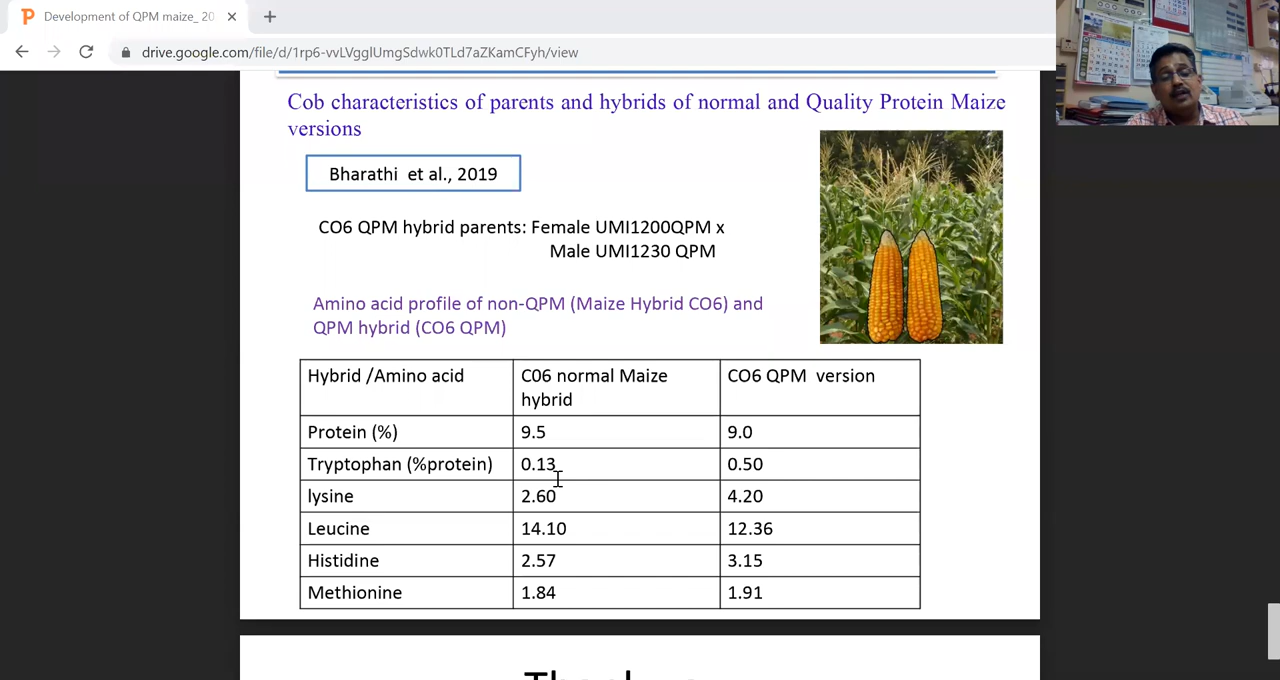 Development of QPM maize_ 20
drive.google.com/file/d/1rp6-vvLVgglUmgSdwk0TLd7aZKamCFyh/view
Cob characteristics of parents and hybrids of normal and Quality Protein Maize
versions
Bharathi et al., 2019
CO6 QPM hybrid parents: Female UMI1200QPM x
Male UMI1230 QPM
Amino acid profile of non-QPM (Maize Hybrid CO6) and
QPM hybrid (CO6 QPM)
Hybrid /Amino acid C06 normal Maize CO6 QPM version
hybrid
Protein (%) 9.5 9.0
Tryptophan (%protein) 0.13 0.50
lysine 2.60 4.20
Leucine 14.10 12.36
Histidine 2.57 3.15
Methionine 1.84 1.91